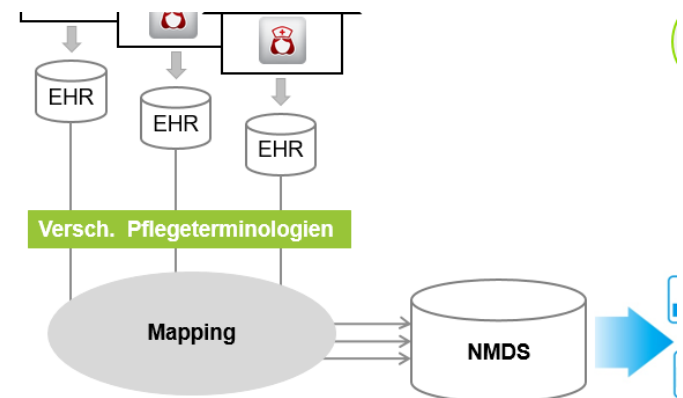 EHR
EHR
EHR
Versch. Pflegeterminologien
Mapping
NMDS